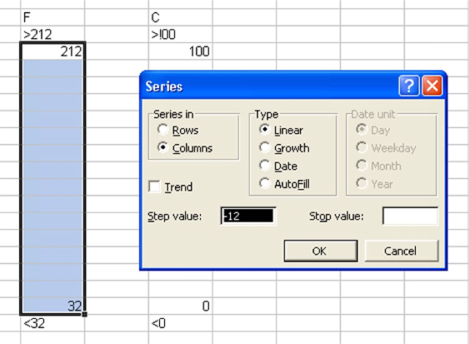 F C
>212 >!00
212 100
Series
Series in Type Date unit
Rows Linear Day
Columns Growth Weekday
Date Month
Trend AutoFill Year
Step value: -12 Stop value:
OK Cancel
32 0
<32 <0